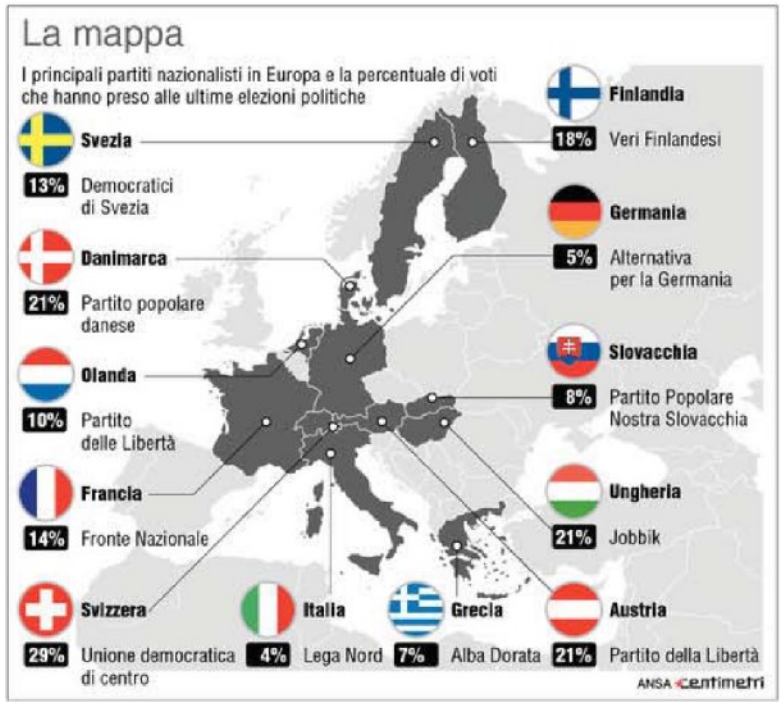 La mappa
I principali partiti nazionalisti in Europa e la percentuale di voti
che hanno preso alle ultime elezioni politiche
Svezia
13% Democratici
di Svezia
Danimarca
21% Partito popolare
danese
Olanda
10% Partito
delle Libertà
Francia
14% Fronte Nazionale
Svizzera
29% Unione democratica
di centro
Italia
4% Lega Nord
Grecia
7% Alba Dorata
Finlandia
18% Veri Finlandesi
Germania
5% Alternativa
per la Germania
Slovacchia
8% Partito Popolare
Nostra Slovacchia
Ungheria
21% Jobbik
Austria
21% Partito della Libertà
ANSA centimetri